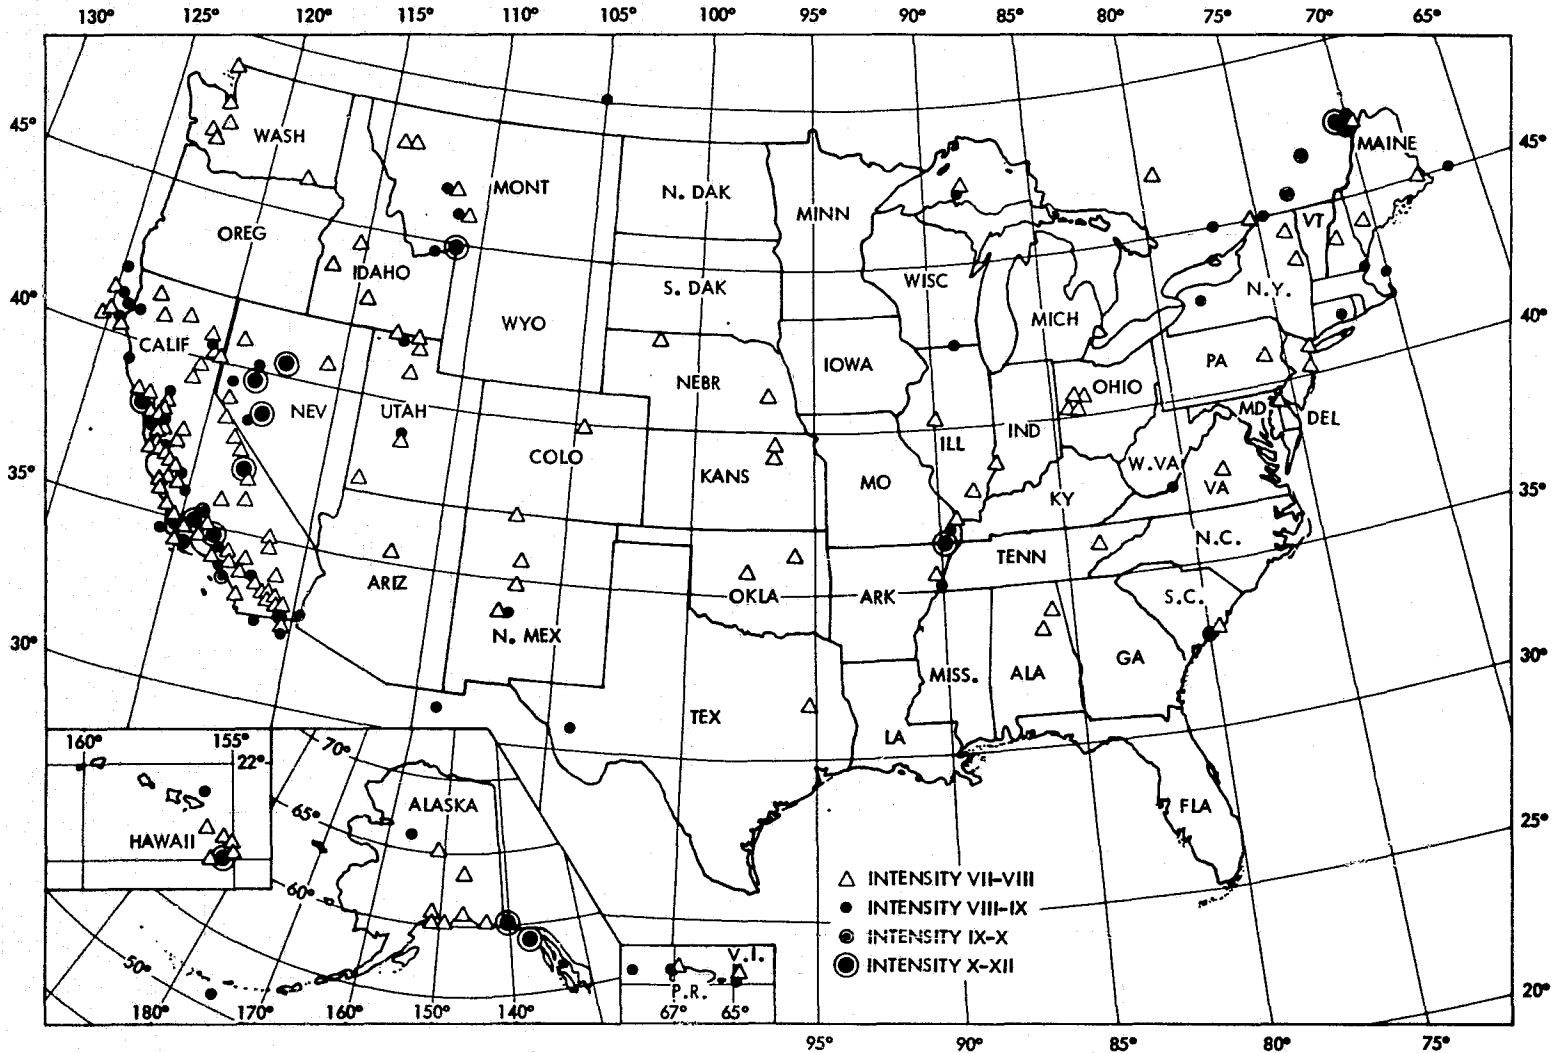 130° 125° 120° 115° 110° 105° 100° 95° 90° 85° 80° 75° 70° 65°
45° 45°
WASH
MAINE
MONT
N. DAK
MINN
VT
OREG
IDAHO
WISC
S. DAK
N.Y.
40° 40°
WYO
MICH
CALIF
IOWA
PA
NEBR
OHIO
NEV
UTAH
MD
DEL
ILL
IND
COLO
W.VA
35° 35°
KANS
MO
VA
KY
N.C.
TENN
ARIZ
OKLA
ARK
S.C.
N. MEX
30° 30°
GA
MISS.
ALA
TEX
LA
160° 155°
22°
70°
65°
ALASKA
FLA
25°
HAWAII
INTENSITY VII-VIII
60°
INTENSITY VIII-IX
INTENSITY IX-X
50°
V.I.
INTENSITY X-XII
P.R.
20°
180° 170° 160° 150° 140° 67° 65°
95° 90° 85° 80° 75°